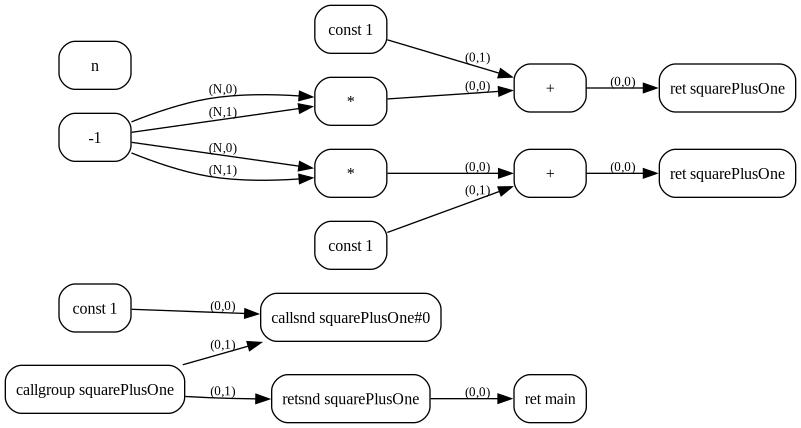 const 1
n
(0,1)
(N,0)
(0,0)
(0,0)
*
+
ret squarePlusOne
(N,1)
-1
(N,0)
(N,1)
*
(0,0)
+
(0,0)
ret squarePlusOne
(0,1)
const 1
const 1
(0,0)
callsnd squarePlusOne#0
(0,1)
callgroup squarePlusOne
(0,1)
retsnd squarePlusOne
(0,0)
ret main